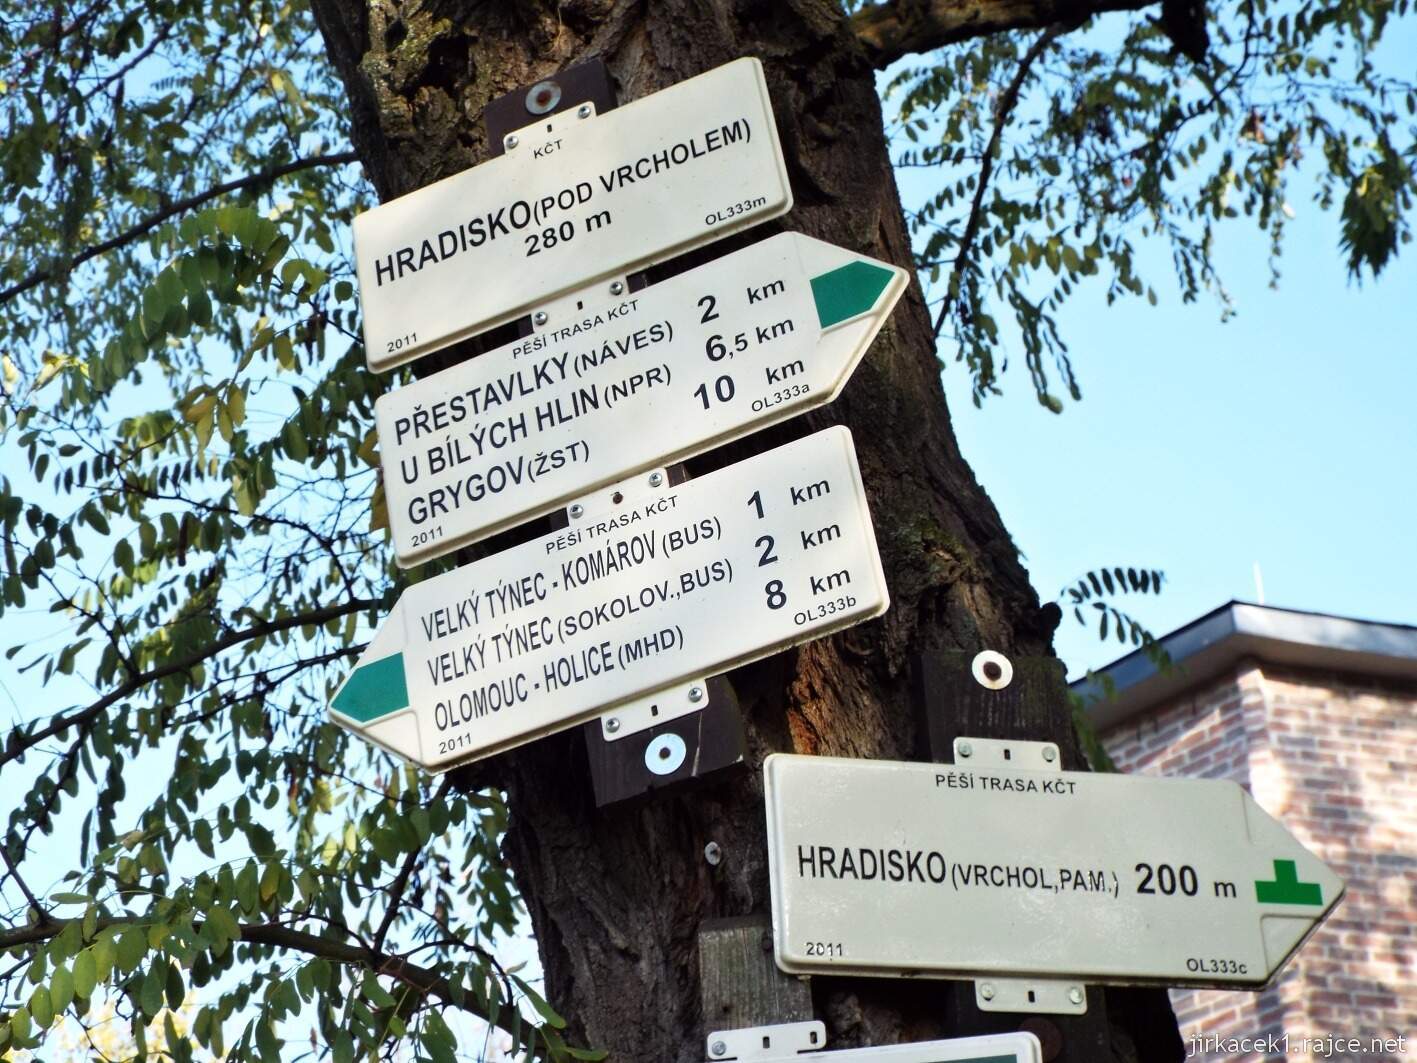 KČT
HRADISKO(POD VRCHOLEM)
280 m
2011 OL333m
PĚŠÍ TRASA KČT
PŘESTAVLKY(NÁVES) 2 km
U BÍLÝCH HLIN(NPR) 6,5 km
GRYGOV(ŽST) 10 km
2011 OL333a
PĚŠÍ TRASA KČT
VELKÝ TÝNEC - KOMÁROV(BUS) 1 km
VELKÝ TÝNEC(SOKOLOV.,BUS) 2 km
OLOMOUC - HOLICE(MHD) 8 km
2011 OL333b
PĚŠÍ TRASA KČT
HRADISKO(VRCHOL,PAM.) 200 m
2011 OL333c
jirkacek1.rajce.net